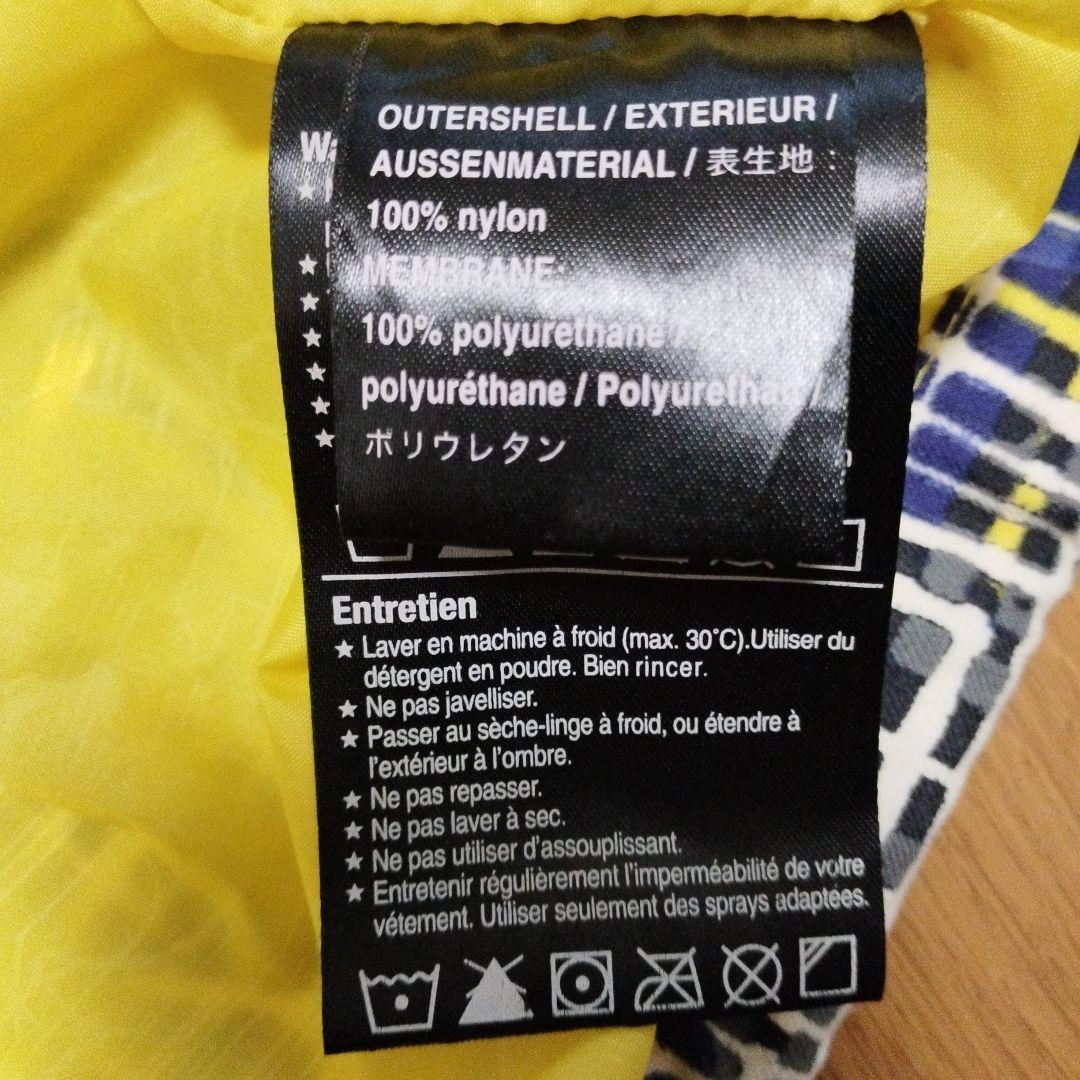 OUTERSHELL / EXTERIEUR /
AUSSENMATERIAL / 表生地 :
100% nylon
MEMBRANE:
100% polyurethane /
polyuréthane / Polyurethan /
ポリウレタン
Entretien
★ Laver en machine à froid (max. 30°C).Utiliser du
détergent en poudre. Bien rincer.
★ Ne pas javelliser.
★ Passer au sèche-linge à froid, ou étendre à
l'extérieur à l'ombre.
★ Ne pas repasser.
★ Ne pas laver à sec.
★ Ne pas utiliser d'assouplissant.
★ Entretenir régulièrement l'imperméabilité de votre
vétement. Utiliser seulement des sprays adaptées.